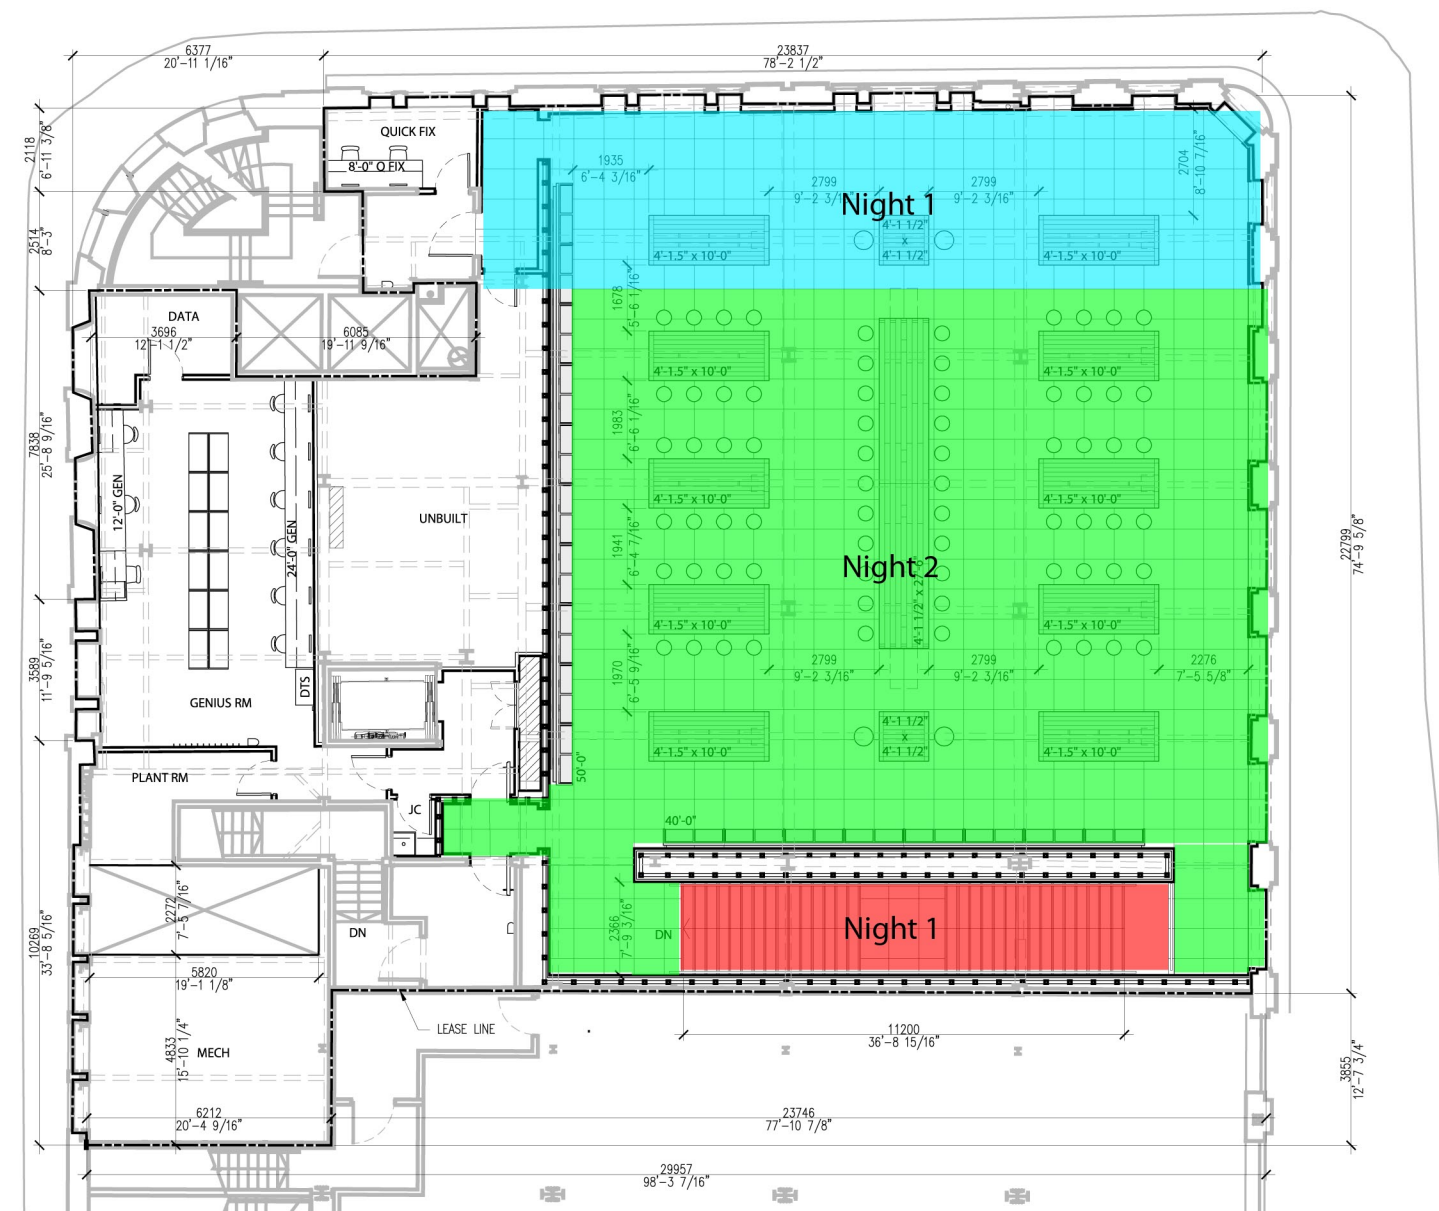 6377
20'-11 1/16"
23837
78'-2 1/2"
2118
6'-11 3/8"
QUICK FIX
8'-0" Q FIX
1935
6'-4 3/16"
2799
9'-2 3/16"
2799
9'-2 3/16"
2704
8'-10 7/16"
Night 1
4'-1 1/2"
x
4'-1 1/2"
4'-1.5" x 10'-0"
4'-1.5" x 10'-0"
2514
8'-3"
DATA
3696
12'-1 1/2"
6085
19'-11 9/16"
1678
5'-6 1/16"
4'-1.5" x 10'-0"
4'-1.5" x 10'-0"
7838
25'-8 9/16"
1983
6'-6 1/16"
12'-0" GEN
24'-0" GEN
UNBUILT
4'-1.5" x 10'-0"
4'-1.5" x 10'-0"
22799
74'-9 5/8"
1941
6'-4 7/16"
Night 2
4'-1 1/2" x 27'-6"
4'-1.5" x 10'-0"
4'-1.5" x 10'-0"
3589
11'-9 5/16"
1970
6'-5 9/16"
2799
9'-2 3/16"
2799
9'-2 3/16"
2276
7'-5 5/8"
GENIUS RM
DTS
4'-1 1/2"
x
4'-1 1/2"
4'-1.5" x 10'-0"
4'-1.5" x 10'-0"
50'-0"
PLANT RM
JC
40'-0"
10269
33'-8 5/16"
2272
7'-5 7/16"
DN
2366
7'-9 3/16"
DN
Night 1
5820
19'-1 1/8"
LEASE LINE
11200
36'-8 15/16"
4833
15'-10 1/4"
MECH
3855
12'-7 3/4"
6212
20'-4 9/16"
23746
77'-10 7/8"
29957
98'-3 7/16"